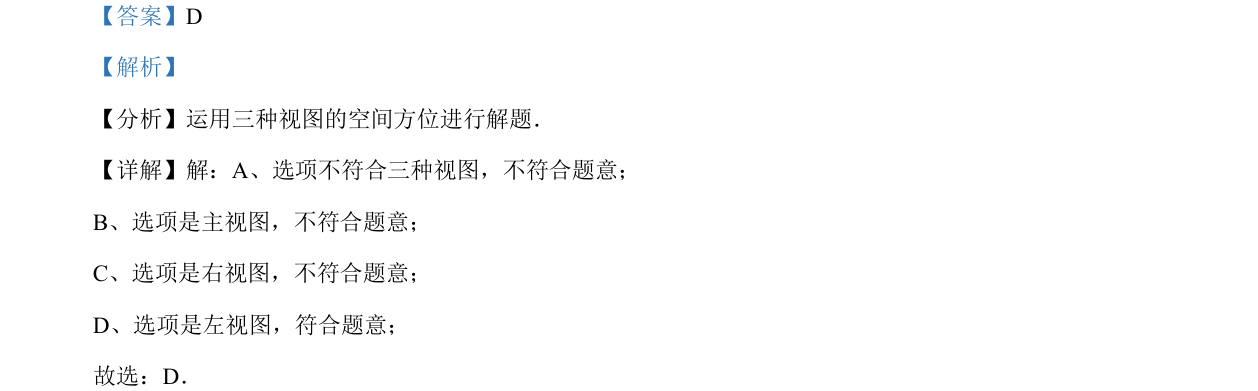 【答案】D
【解析】
【分析】运用三种视图的空间方位进行解题．
【详解】解：A、选项不符合三种视图，不符合题意；
B、选项是主视图，不符合题意；
C、选项是右视图，不符合题意；
D、选项是左视图，符合题意；
故选：D．